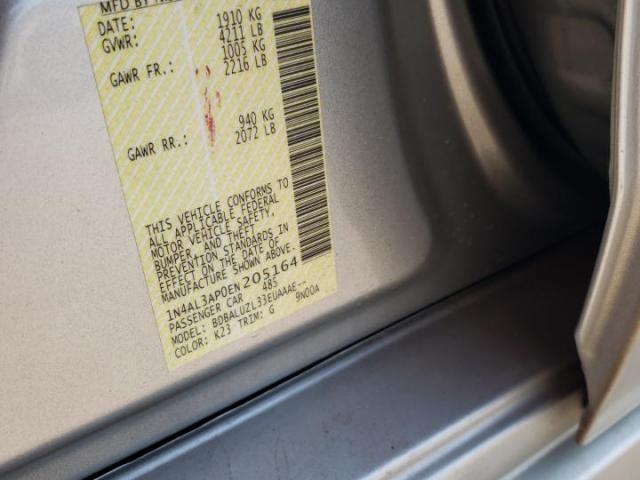 MFD BY
DATE:
GVWR: 1910 KG
4211 LB
GAWR FR.: 1005 KG
2216 LB
GAWR RR.: 940 KG
2072 LB
THIS VEHICLE CONFORMS TO
ALL APPLICABLE FEDERAL
MOTOR VEHICLE SAFETY,
BUMPER, AND THEFT
PREVENTION STANDARDS IN
EFFECT ON THE DATE OF
MANUFACTURE SHOWN ABOVE.
1N4AL3AP0EN 205164
PASSENGER CAR 485
MODEL: BDBALUZL33EUAAAE--
COLOR: K23 TRIM: G 9N00A